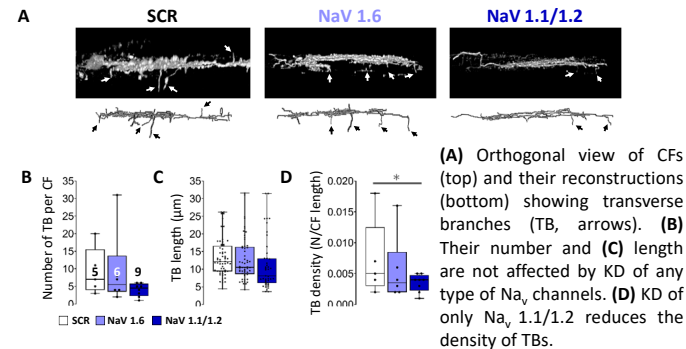 A
SCR
NaV 1.6
NaV 1.1/1.2
B
Number of TB per CF
35
30
25
20
15
10
5
0
5
6
9
SCR
NaV 1.6
NaV 1.1/1.2
C
TB length (µm)
35
30
25
20
15
10
5
0
D
TB density (N/CF length)
0.020
0.015
0.010
0.005
0.000
*
(A) Orthogonal view of CFs
(top) and their reconstructions
(bottom) showing transverse
branches (TB, arrows). (B)
Their number and (C) length
are not affected by KD of any
type of Nav channels. (D) KD of
only Nav 1.1/1.2 reduces the
density of TBs.